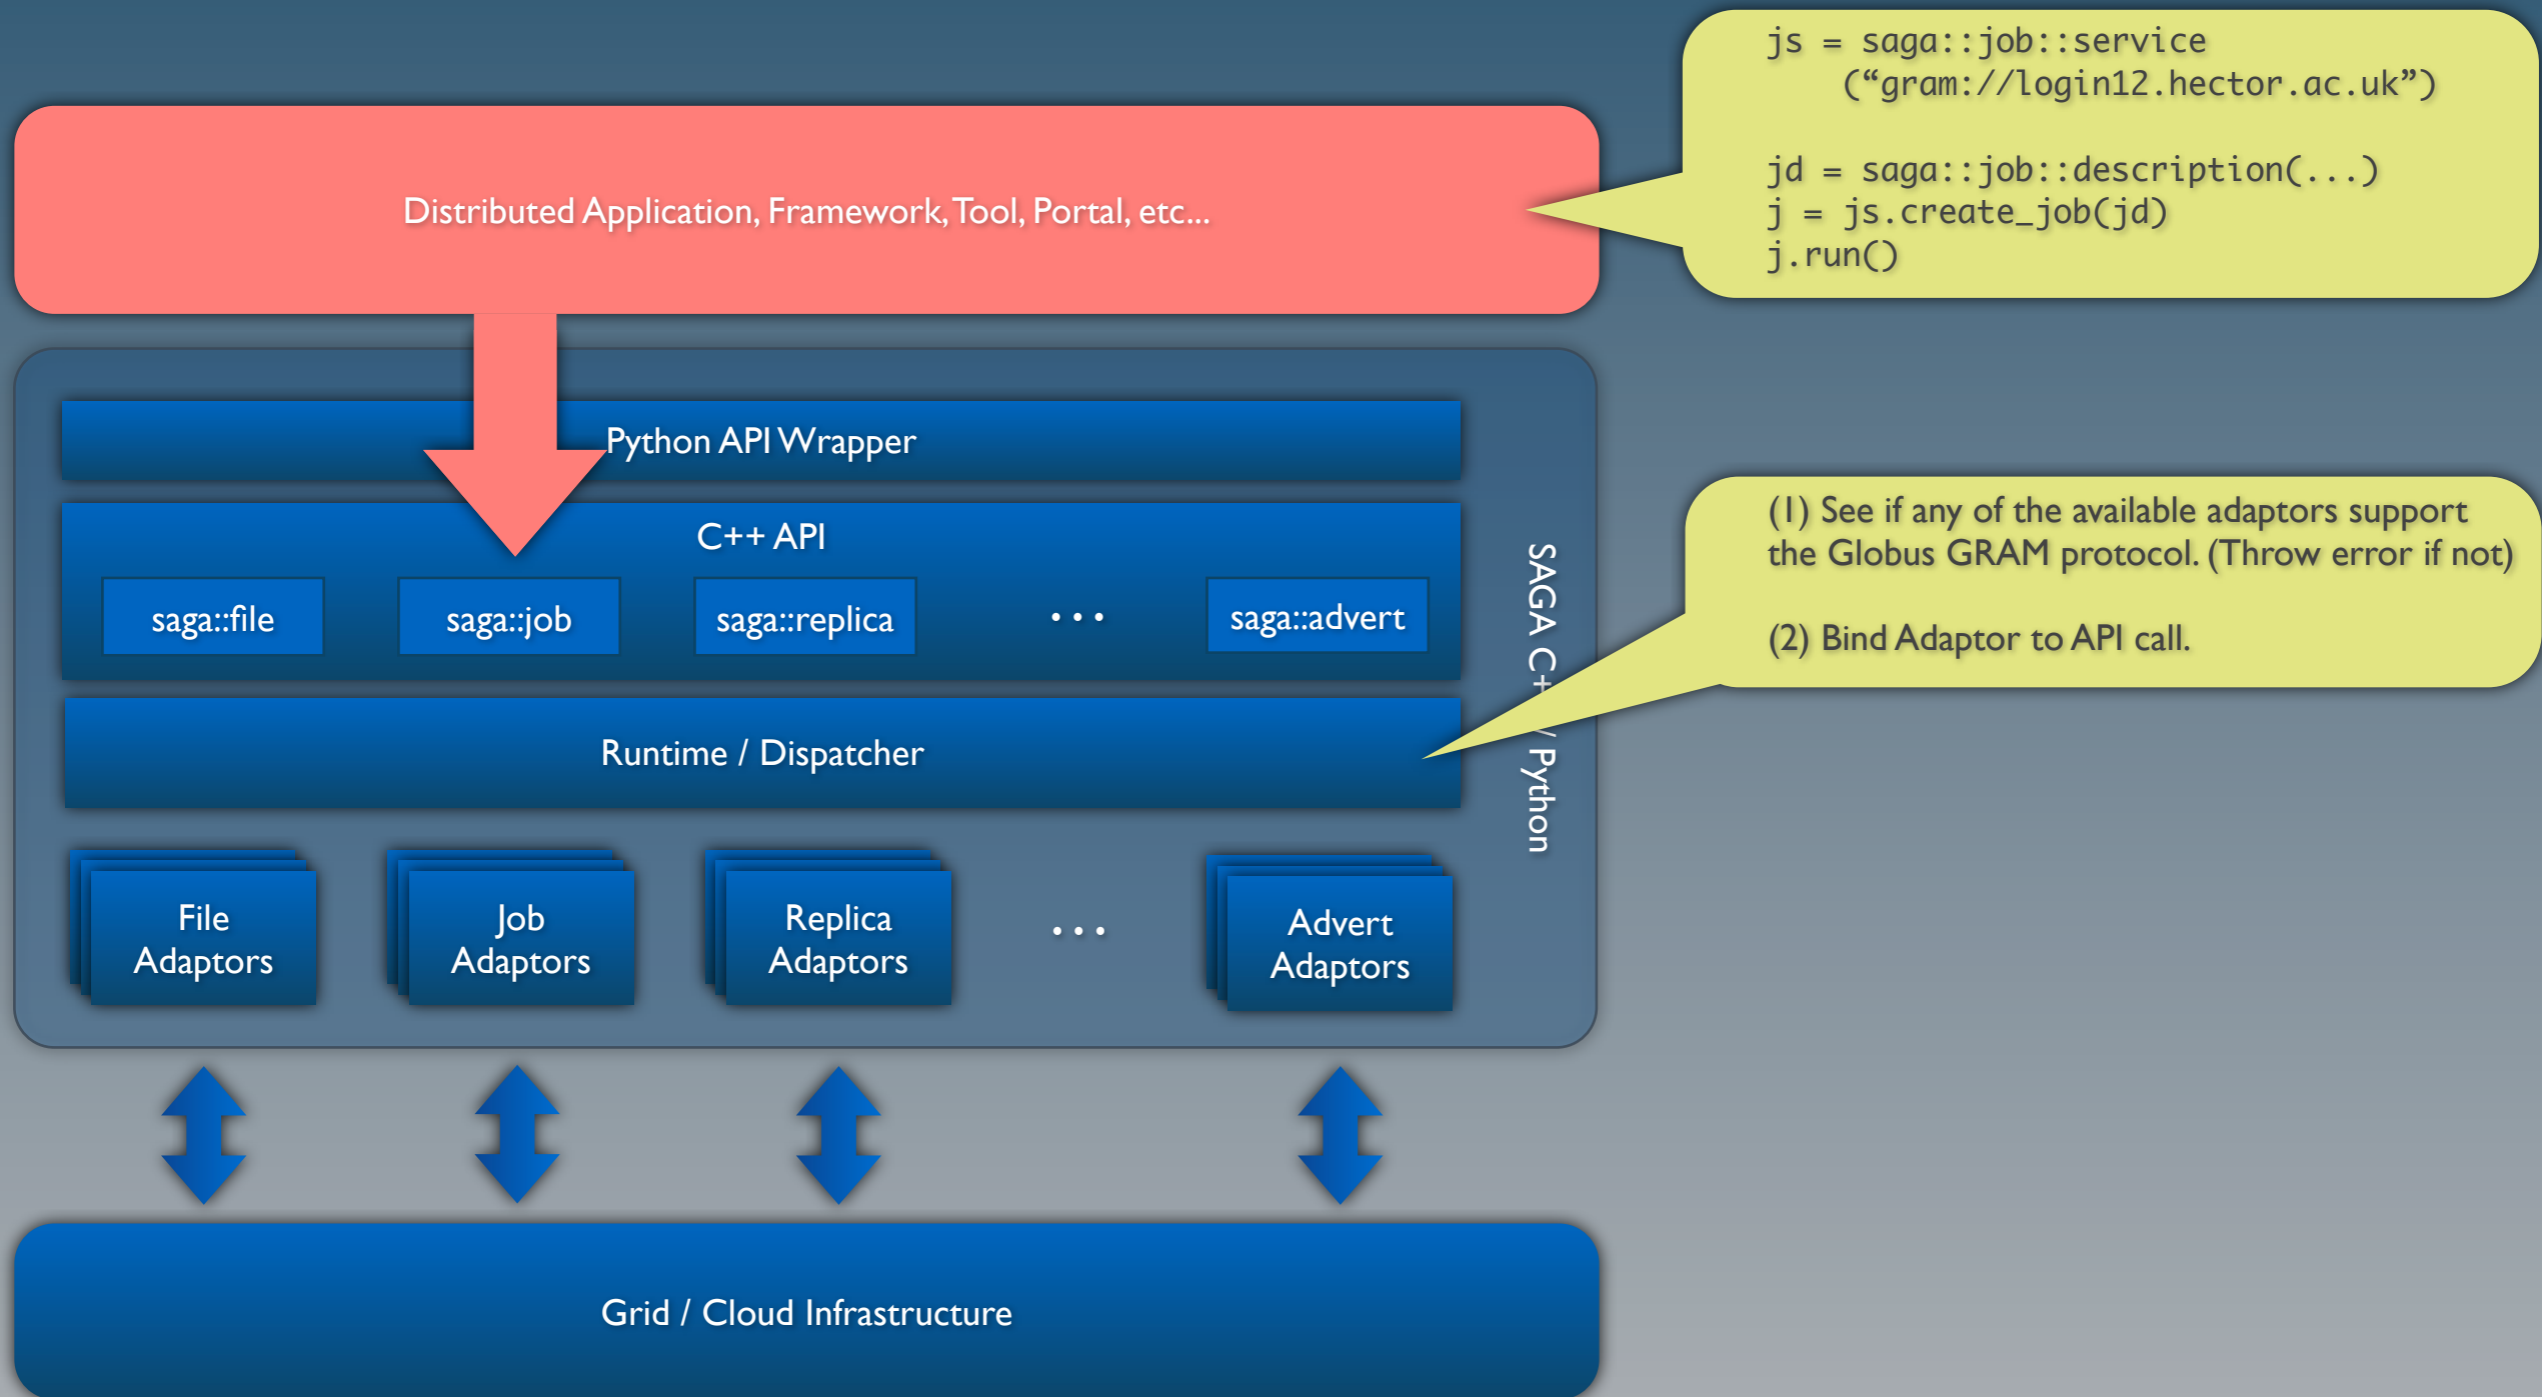 js = saga::job::service
(“gram://login12.hector.ac.uk”)
jd = saga::job::description(...)
j = js.create_job(jd)
j.run()
Distributed Application, Framework, Tool, Portal, etc...
Python API Wrapper
C++ API
saga::file
saga::job
saga::replica
...
saga::advert
(1) See if any of the available adaptors support
the Globus GRAM protocol. (Throw error if not)
(2) Bind Adaptor to API call.
SAGA C+ / Python
Runtime / Dispatcher
File
Adaptors
Job
Adaptors
Replica
Adaptors
...
Advert
Adaptors
Grid / Cloud Infrastructure